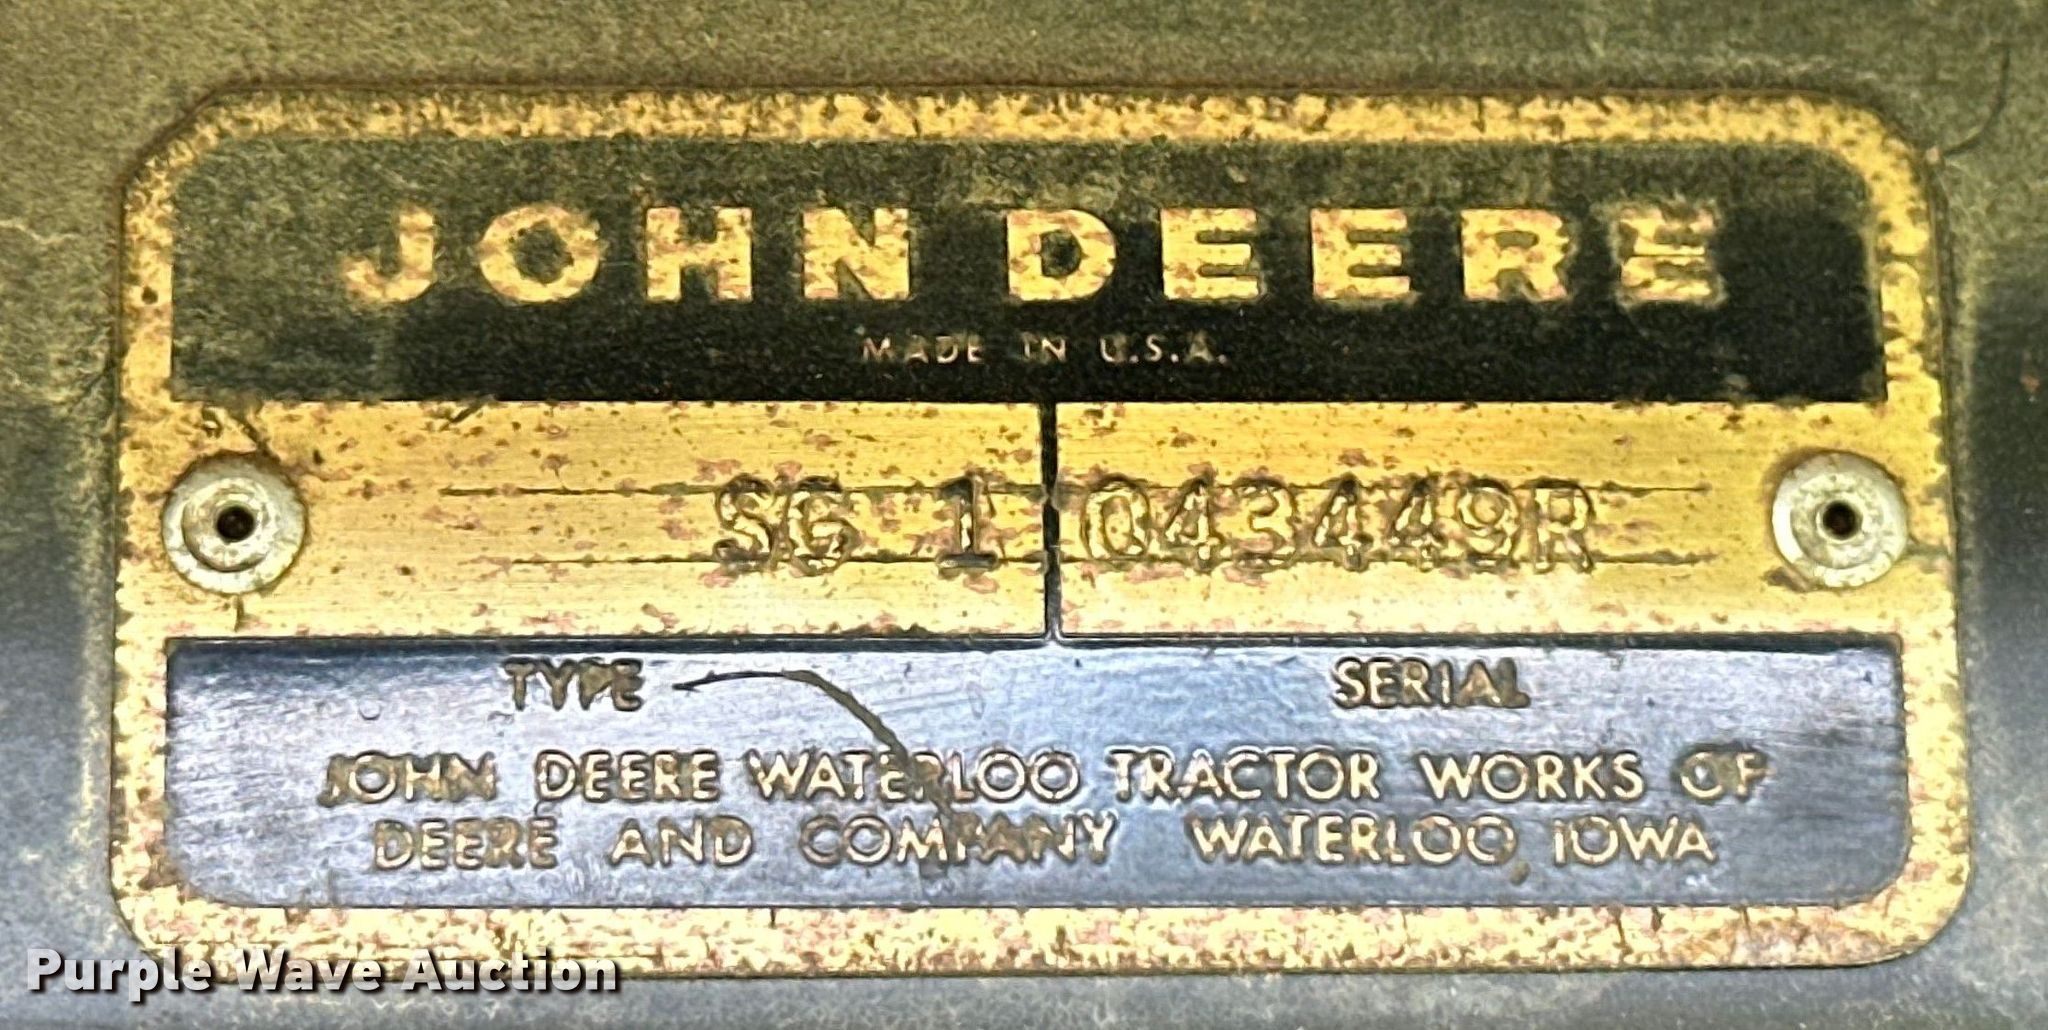 JOHN DEERE
MADE IN U.S.A.
SG 1 043449R
TYPE SERIAL
JOHN DEERE WATERLOO TRACTOR WORKS OF
DEERE AND COMPANY WATERLOO IOWA
Purple Wave Auction